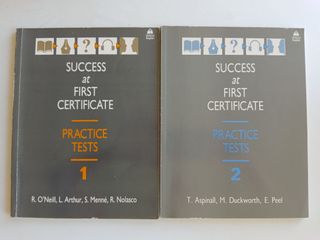 SUCCESS
at
FIRST
CERTIFICATE
PRACTICE
TESTS
1
R. O'Neill, L. Arthur, S. Menné, R. Nolasco
SUCCESS
at
FIRST
CERTIFICATE
PRACTICE
TESTS
2
T. Aspinall, M. Duckworth, E. Peel